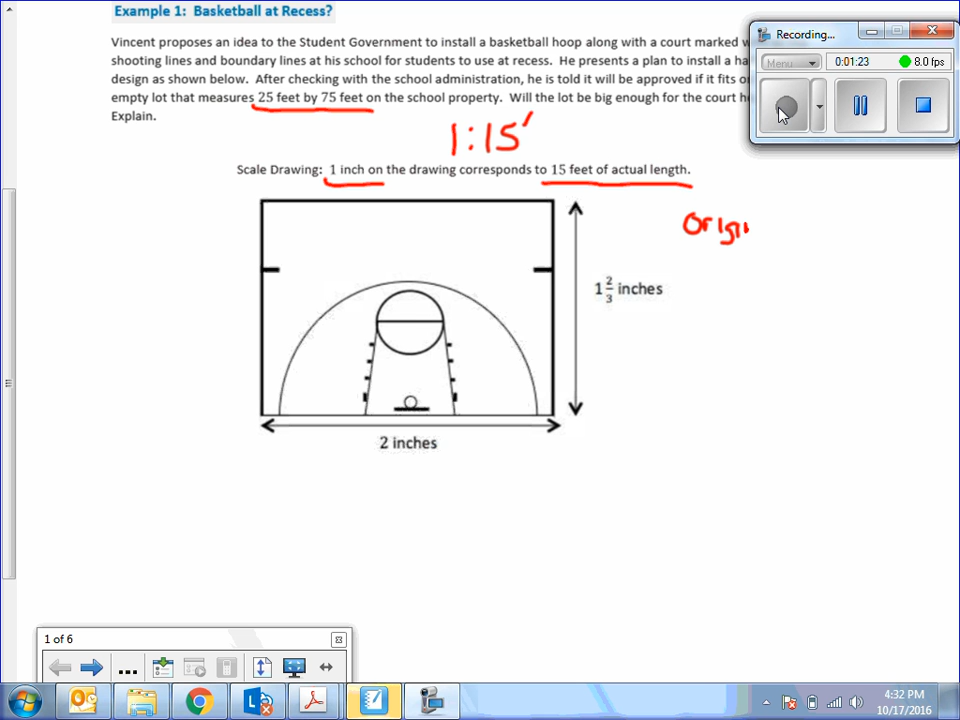 Example 1: Basketball at Recess?
Vincent proposes an idea to the Student Government to install a basketball hoop along with a court marked w
shooting lines and boundary lines at his school for students to use at recess. He presents a plan to install a ha
design as shown below. After checking with the school administration, he is told it will be approved if it fits o
empty lot that measures 25 feet by 75 feet on the school property. Will the lot be big enough for the court h
Explain.
1:15'
Scale Drawing: 1 inch on the drawing corresponds to 15 feet of actual length.
origi
1 2/3 inches
2 inches
Recording...
Menu
0:01:23
8.0 fps
1 of 6
4:32 PM
10/17/2016